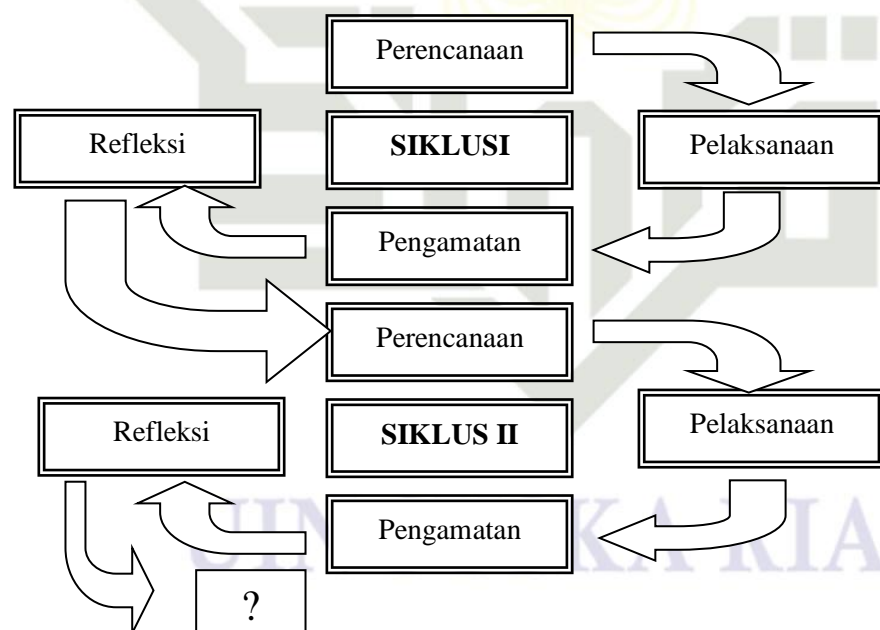 Perencanaan
Refleksi
SIKLUSI
Pelaksanaan
Pengamatan
Perencanaan
Refleksi
SIKLUS II
Pelaksanaan
Pengamatan
?